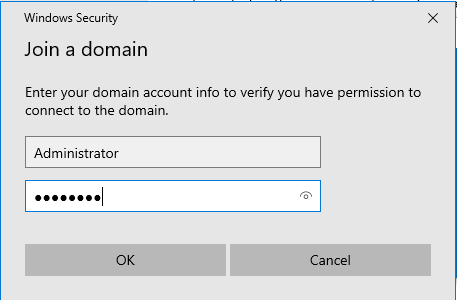 Windows Security
Join a domain
Enter your domain account info to verify you have permission to
connect to the domain.
Administrator
●●●●●●●●
OK
Cancel